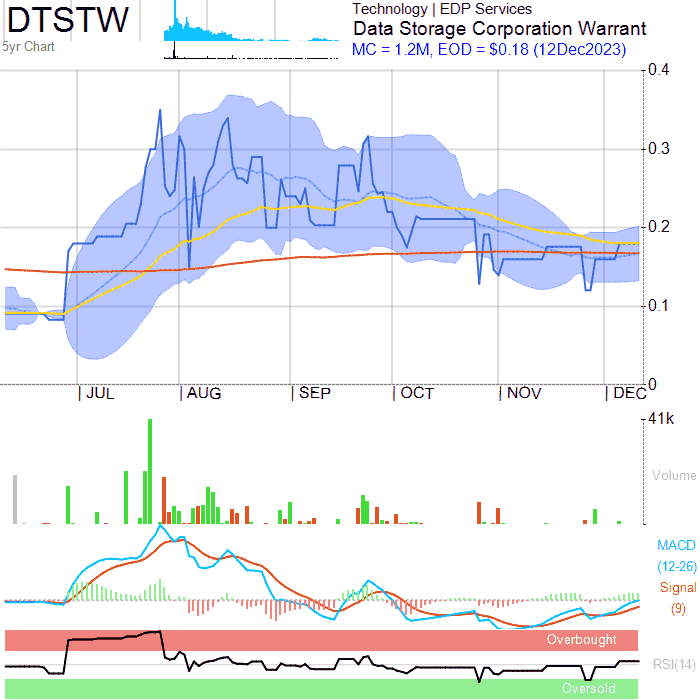 DTSTW
5yr Chart
Technology | EDP Services
Data Storage Corporation Warrant
MC = 1.2M, EOD = $0.18 (12Dec2023)
0.4
0.3
0.2
0.1
0
| JUL | AUG | SEP | OCT | NOV | DEC
41k
Volume
MACD
(12-26)
Signal
(9)
Overbought
RSI(14)
Oversold